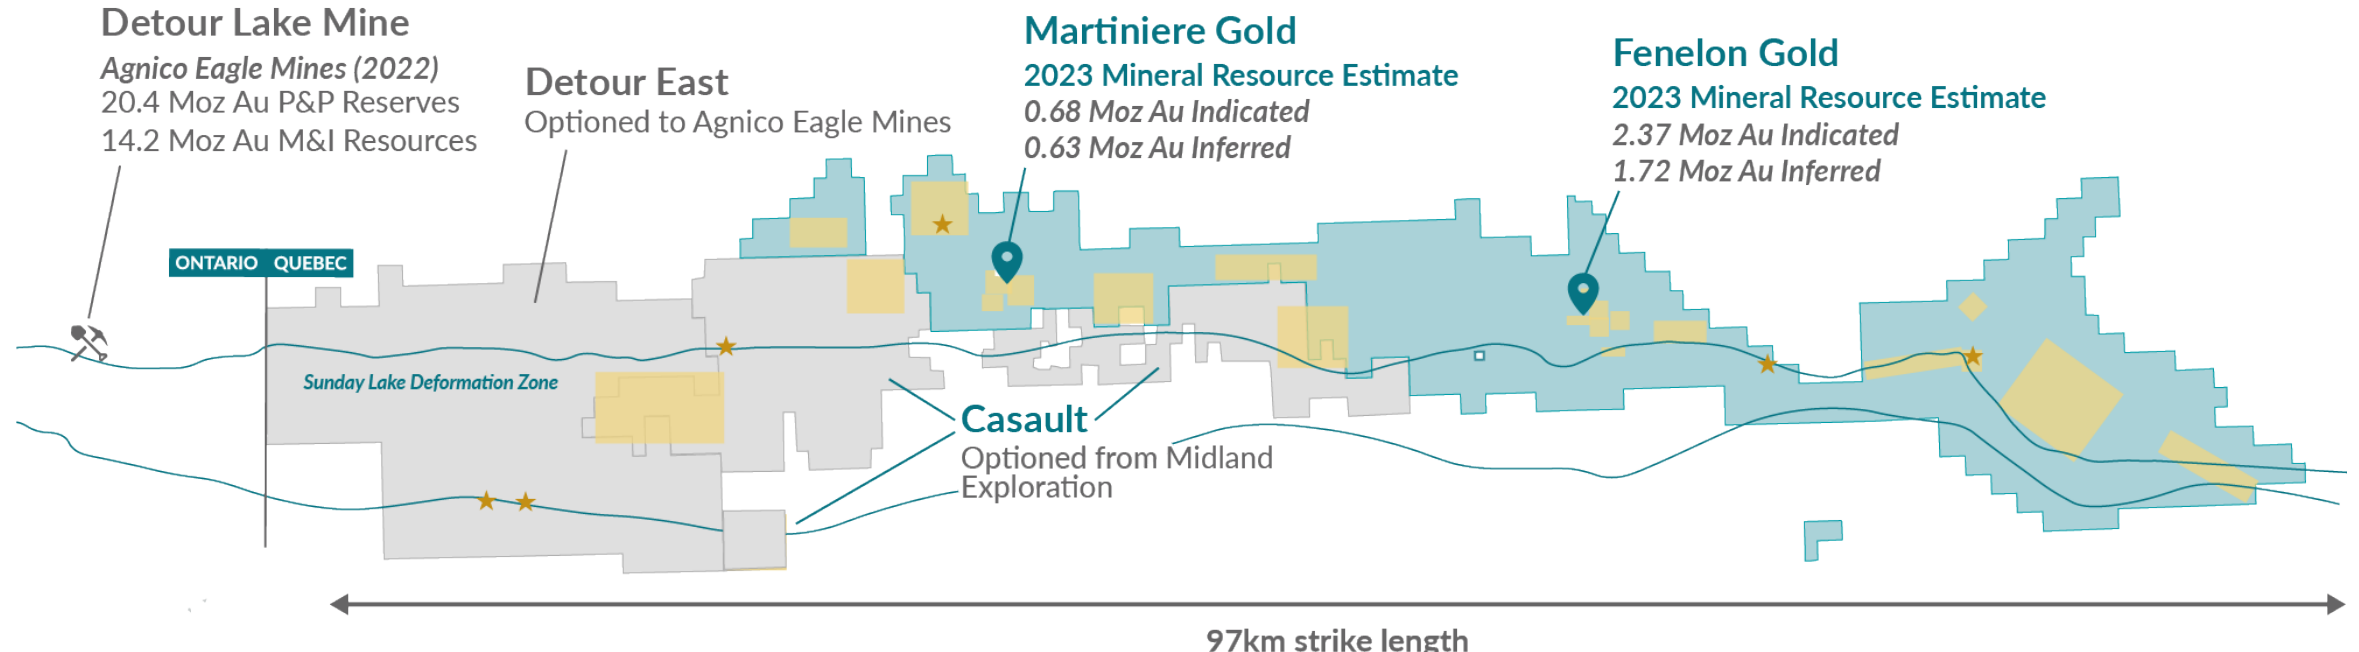 Detour Lake Mine
Agnico Eagle Mines (2022)
20.4 Moz Au P&P Reserves
14.2 Moz Au M&I Resources
Detour East
Optioned to Agnico Eagle Mines
Martiniere Gold
2023 Mineral Resource Estimate
0.68 Moz Au Indicated
0.63 Moz Au Inferred
Fenelon Gold
2023 Mineral Resource Estimate
2.37 Moz Au Indicated
1.72 Moz Au Inferred
ONTARIO QUEBEC
Sunday Lake Deformation Zone
Casault
Optioned from Midland
Exploration
97km strike length